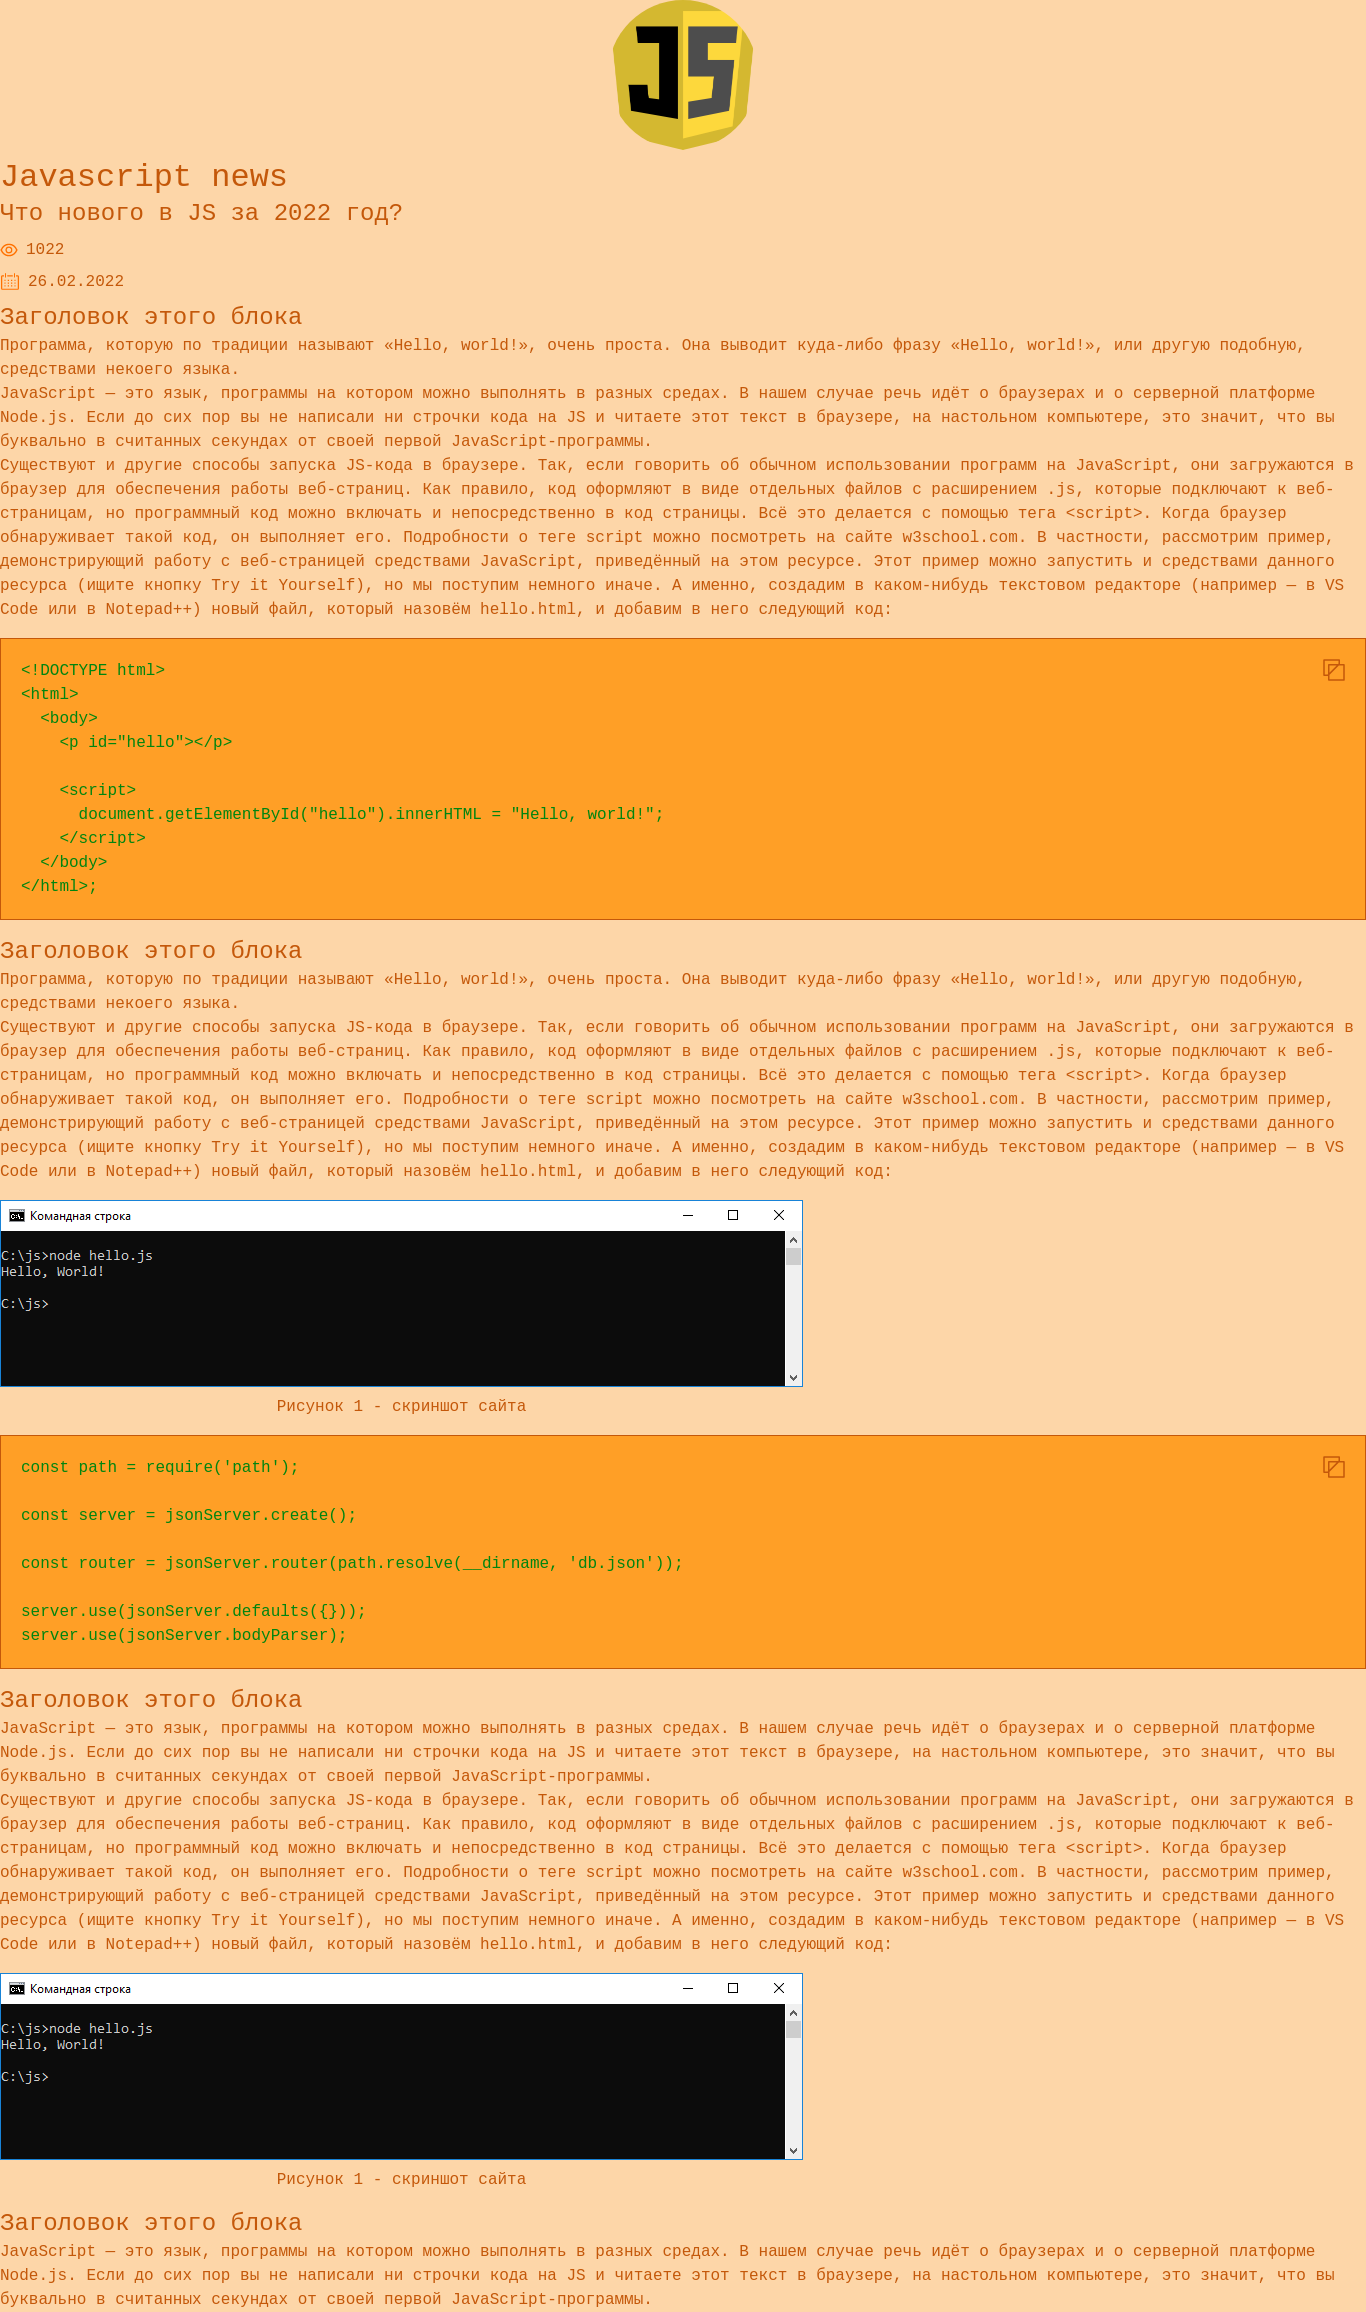 JS
Javascript news
Что нового в JS за 2022 год?
1022
26.02.2022
Заголовок этого блока
Программа, которую по традиции называют «Hello, world!», очень проста. Она выводит куда-либо фразу «Hello, world!», или другую подобную,
средствами некоего языка.
JavaScript — это язык, программы на котором можно выполнять в разных средах. В нашем случае речь идёт о браузерах и о серверной платформе
Node.js. Если до сих пор вы не написали ни строчки кода на JS и читаете этот текст в браузере, на настольном компьютере, это значит, что вы
буквально в считанных секундах от своей первой JavaScript-программы.
Существуют и другие способы запуска JS-кода в браузере. Так, если говорить об обычном использовании программ на JavaScript, они загружаются в
браузер для обеспечения работы веб-страниц. Как правило, код оформляют в виде отдельных файлов с расширением .js, которые подключают к веб-
страницам, но программный код можно включать и непосредственно в код страницы. Всё это делается с помощью тега <script>. Когда браузер
обнаруживает такой код, он выполняет его. Подробности о теге script можно посмотреть на сайте w3school.com. В частности, рассмотрим пример,
демонстрирующий работу с веб-страницей средствами JavaScript, приведённый на этом ресурсе. Этот пример можно запустить и средствами данного
ресурса (ищите кнопку Try it Yourself), но мы поступим немного иначе. А именно, создадим в каком-нибудь текстовом редакторе (например — в VS
Code или в Notepad++) новый файл, который назовём hello.html, и добавим в него следующий код:
<!DOCTYPE html>
<html>
  <body>
    <p id="hello"></p>

    <script>
      document.getElementById("hello").innerHTML = "Hello, world!";
    </script>
  </body>
</html>;
Заголовок этого блока
Программа, которую по традиции называют «Hello, world!», очень проста. Она выводит куда-либо фразу «Hello, world!», или другую подобную,
средствами некоего языка.
Существуют и другие способы запуска JS-кода в браузере. Так, если говорить об обычном использовании программ на JavaScript, они загружаются в
браузер для обеспечения работы веб-страниц. Как правило, код оформляют в виде отдельных файлов с расширением .js, которые подключают к веб-
страницам, но программный код можно включать и непосредственно в код страницы. Всё это делается с помощью тега <script>. Когда браузер
обнаруживает такой код, он выполняет его. Подробности о теге script можно посмотреть на сайте w3school.com. В частности, рассмотрим пример,
демонстрирующий работу с веб-страницей средствами JavaScript, приведённый на этом ресурсе. Этот пример можно запустить и средствами данного
ресурса (ищите кнопку Try it Yourself), но мы поступим немного иначе. А именно, создадим в каком-нибудь текстовом редакторе (например — в VS
Code или в Notepad++) новый файл, который назовём hello.html, и добавим в него следующий код:
Командная строка
C:\js>node hello.js
Hello, World!
C:\js>
Рисунок 1 - скриншот сайта
const path = require('path');

const server = jsonServer.create();

const router = jsonServer.router(path.resolve(__dirname, 'db.json'));

server.use(jsonServer.defaults({}));
server.use(jsonServer.bodyParser);
Заголовок этого блока
JavaScript — это язык, программы на котором можно выполнять в разных средах. В нашем случае речь идёт о браузерах и о серверной платформе
Node.js. Если до сих пор вы не написали ни строчки кода на JS и читаете этот текст в браузере, на настольном компьютере, это значит, что вы
буквально в считанных секундах от своей первой JavaScript-программы.
Существуют и другие способы запуска JS-кода в браузере. Так, если говорить об обычном использовании программ на JavaScript, они загружаются в
браузер для обеспечения работы веб-страниц. Как правило, код оформляют в виде отдельных файлов с расширением .js, которые подключают к веб-
страницам, но программный код можно включать и непосредственно в код страницы. Всё это делается с помощью тега <script>. Когда браузер
обнаруживает такой код, он выполняет его. Подробности о теге script можно посмотреть на сайте w3school.com. В частности, рассмотрим пример,
демонстрирующий работу с веб-страницей средствами JavaScript, приведённый на этом ресурсе. Этот пример можно запустить и средствами данного
ресурса (ищите кнопку Try it Yourself), но мы поступим немного иначе. А именно, создадим в каком-нибудь текстовом редакторе (например — в VS
Code или в Notepad++) новый файл, который назовём hello.html, и добавим в него следующий код:
Командная строка
C:\js>node hello.js
Hello, World!
C:\js>
Рисунок 1 - скриншот сайта
Заголовок этого блока
JavaScript — это язык, программы на котором можно выполнять в разных средах. В нашем случае речь идёт о браузерах и о серверной платформе
Node.js. Если до сих пор вы не написали ни строчки кода на JS и читаете этот текст в браузере, на настольном компьютере, это значит, что вы
буквально в считанных секундах от своей первой JavaScript-программы.